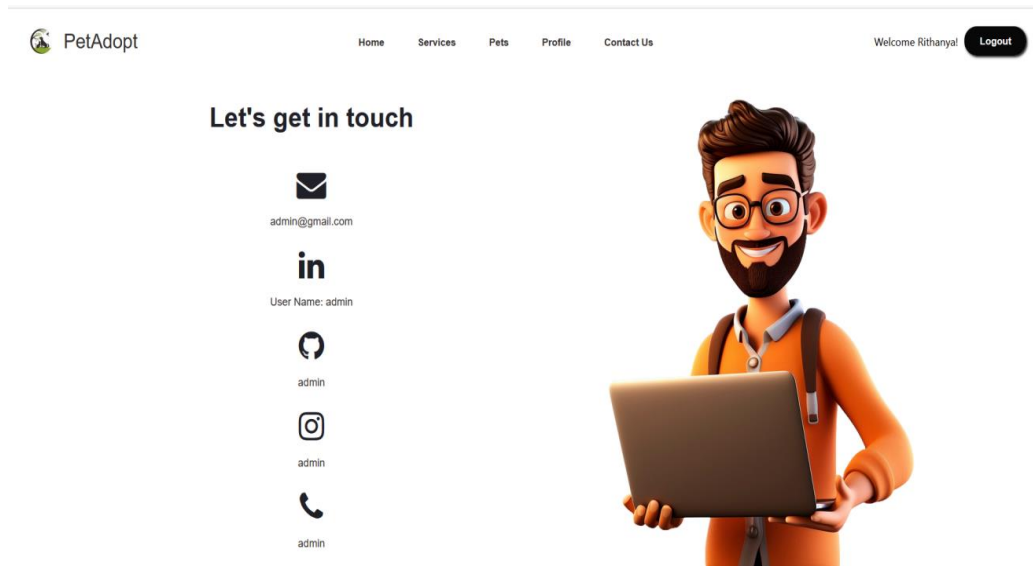 PetAdopt
Home Services Pets Profile Contact Us
Welcome Rithanya! Logout
Let's get in touch
admin@gmail.com
in
User Name: admin
admin
admin
admin